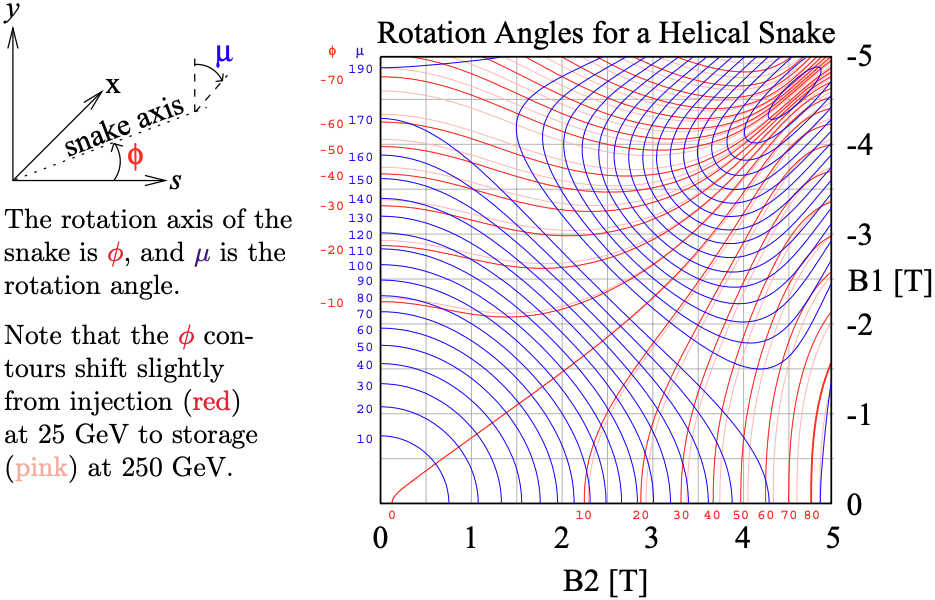 Rotation Angles for a Helical Snake
y
x
s
snake axis
μ
ϕ
The rotation axis of the
snake is ϕ, and μ is the
rotation angle.
Note that the ϕ con-
tours shift slightly
from injection (red)
at 25 GeV to storage
(pink) at 250 GeV.
ϕ μ
190
-70
170
-60
-50
160
-40
150
140
-30
130
120
-20
110
100
90
80
-10
70
60
50
40
30
20
10
-5
-4
-3
B1 [T]
-2
-1
0
0 10 20 30 40 50 60 70 80
0 1 2 3 4 5
B2 [T]